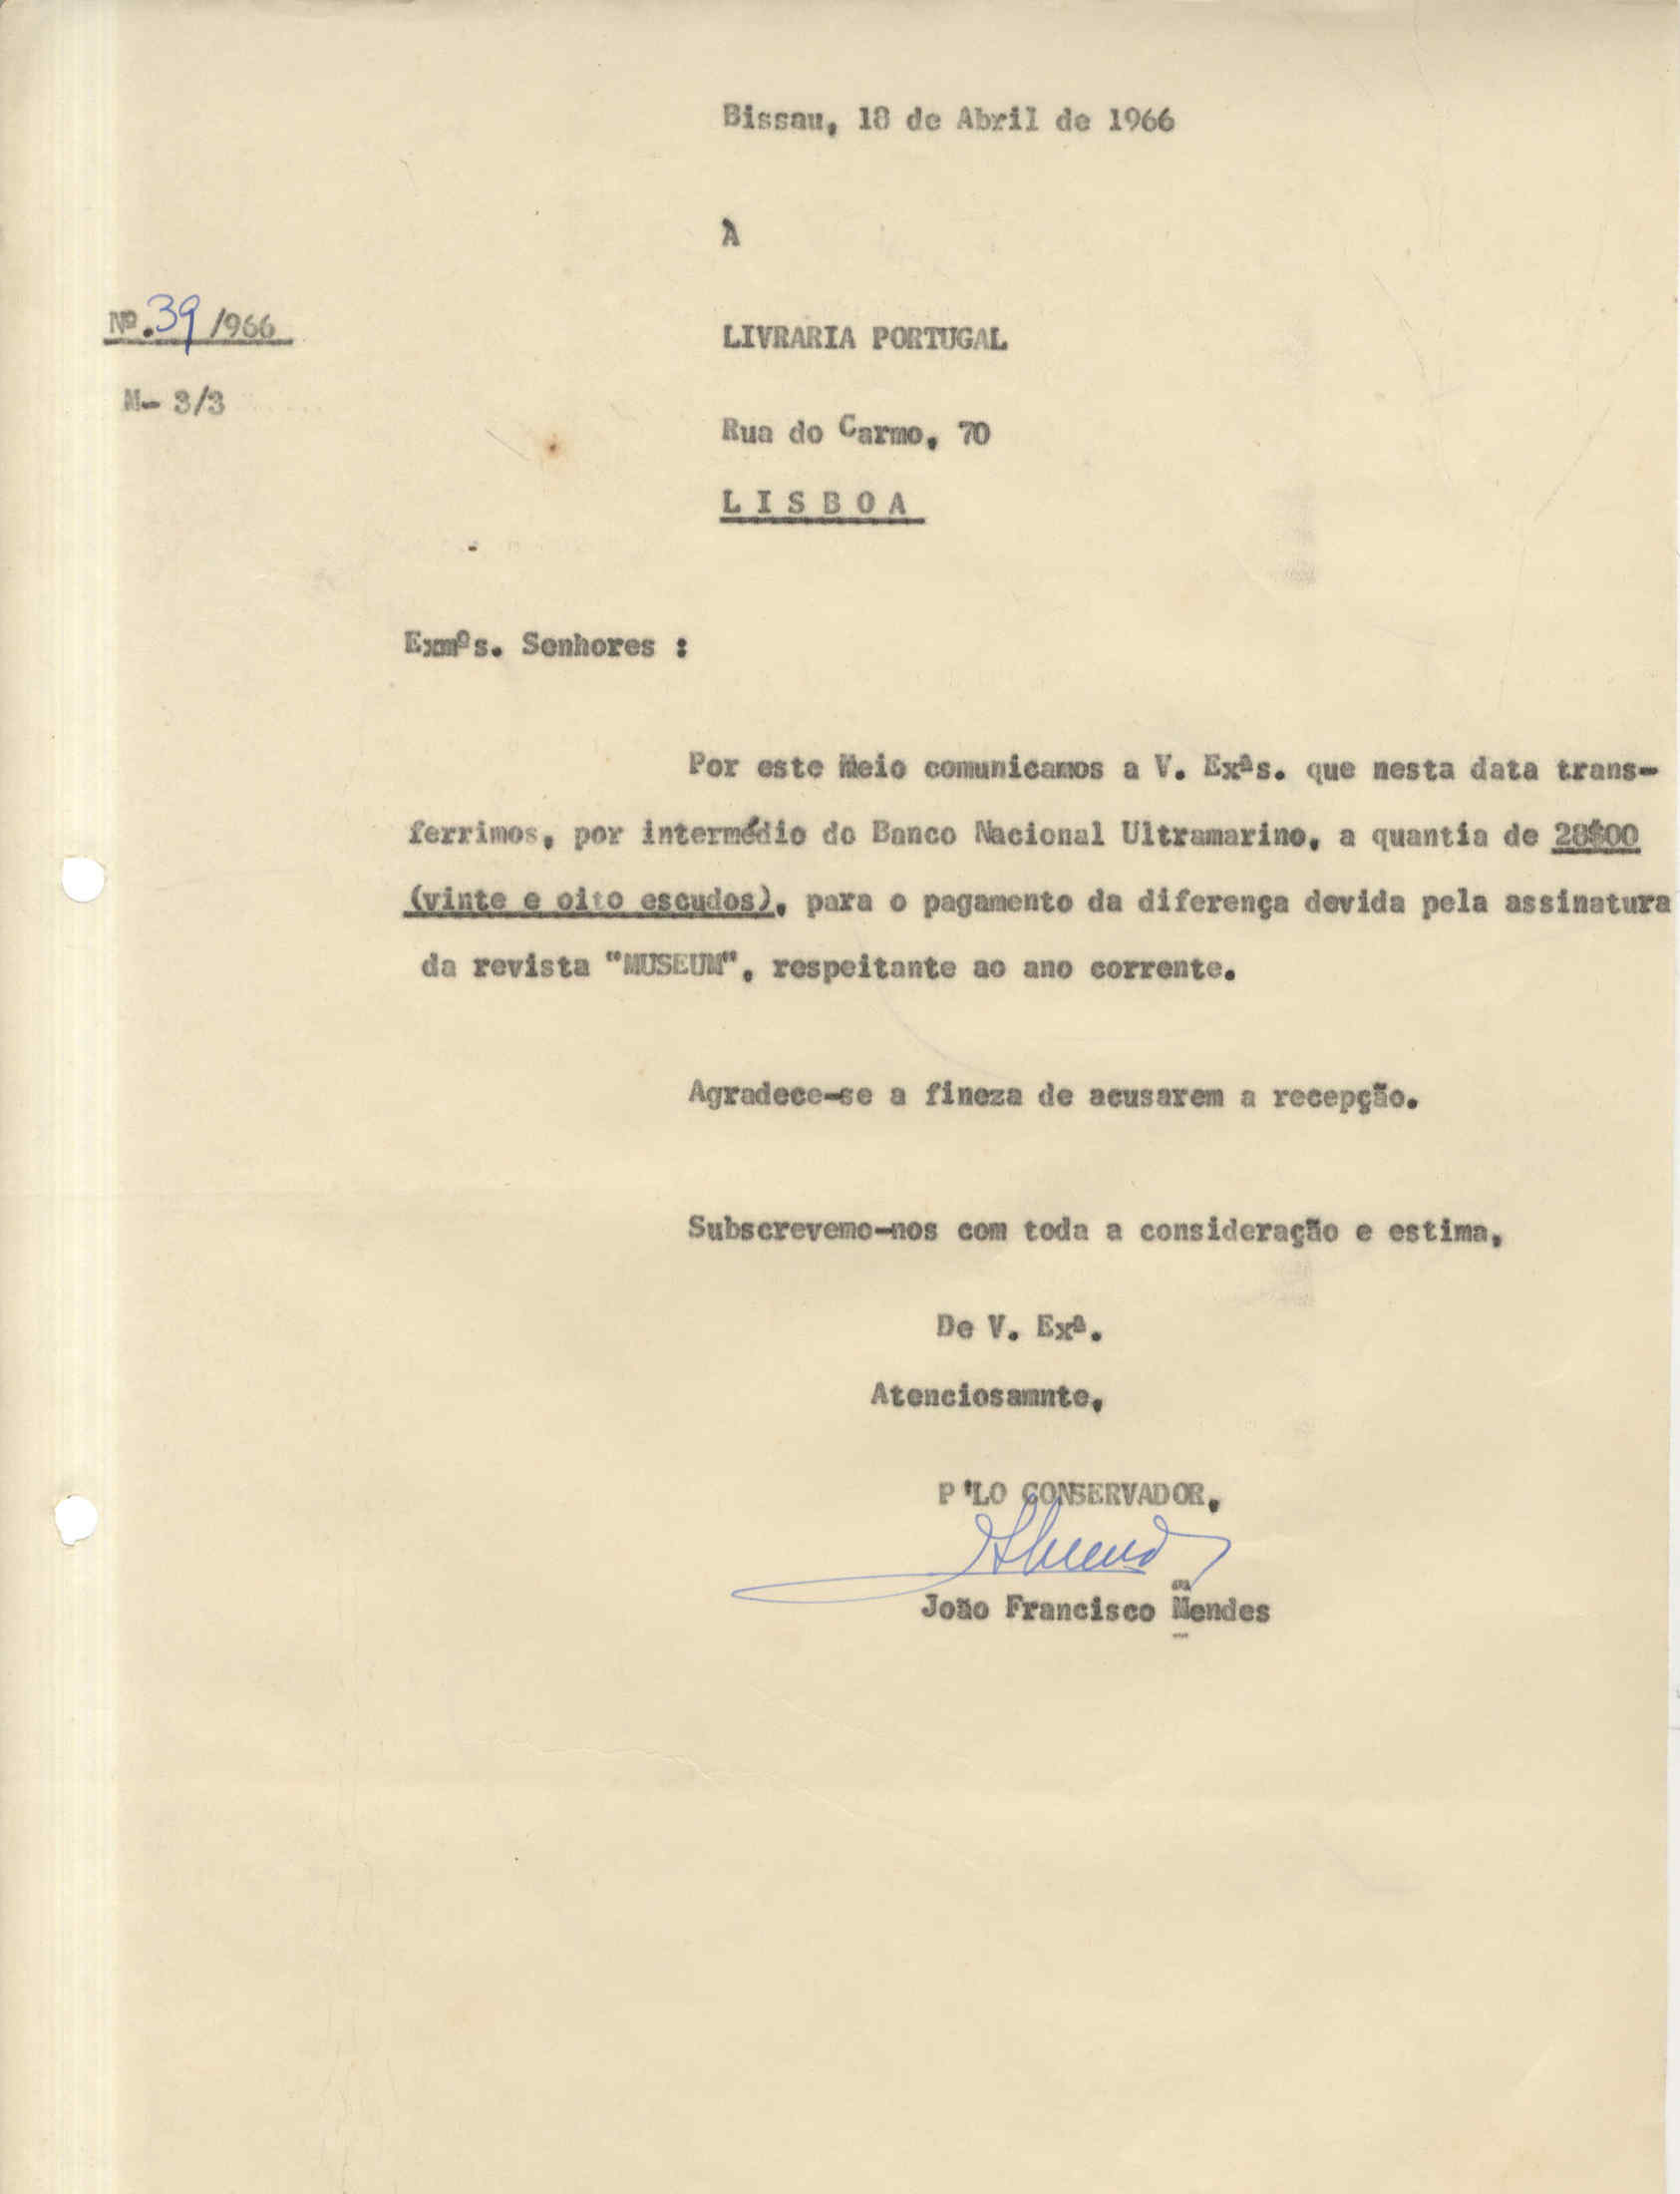 Bissau, 18 de Abril de 1966
À
Nº.39/966
LIVRARIA PORTUGAL
M- 3/3
Rua do Carmo, 70
LISBOA
Exmºs. Senhores :
Por este Meio comunicamos a V. Exªs. que nesta data trans-
ferrimos, por intermédio do Banco Nacional Ultramarino, a quantia de 28$00
(vinte e oito escudos), para o pagamento da diferença devida pela assinatura
da revista "MUSEUM", respeitante ao ano corrente.
Agradece-se a fineza de acusarem a recepção.
Subscrevemo-nos com toda a consideração e estima,
De V. Exª.
Atenciosamnte,
P'LO CONSERVADOR,
João Francisco Mendes